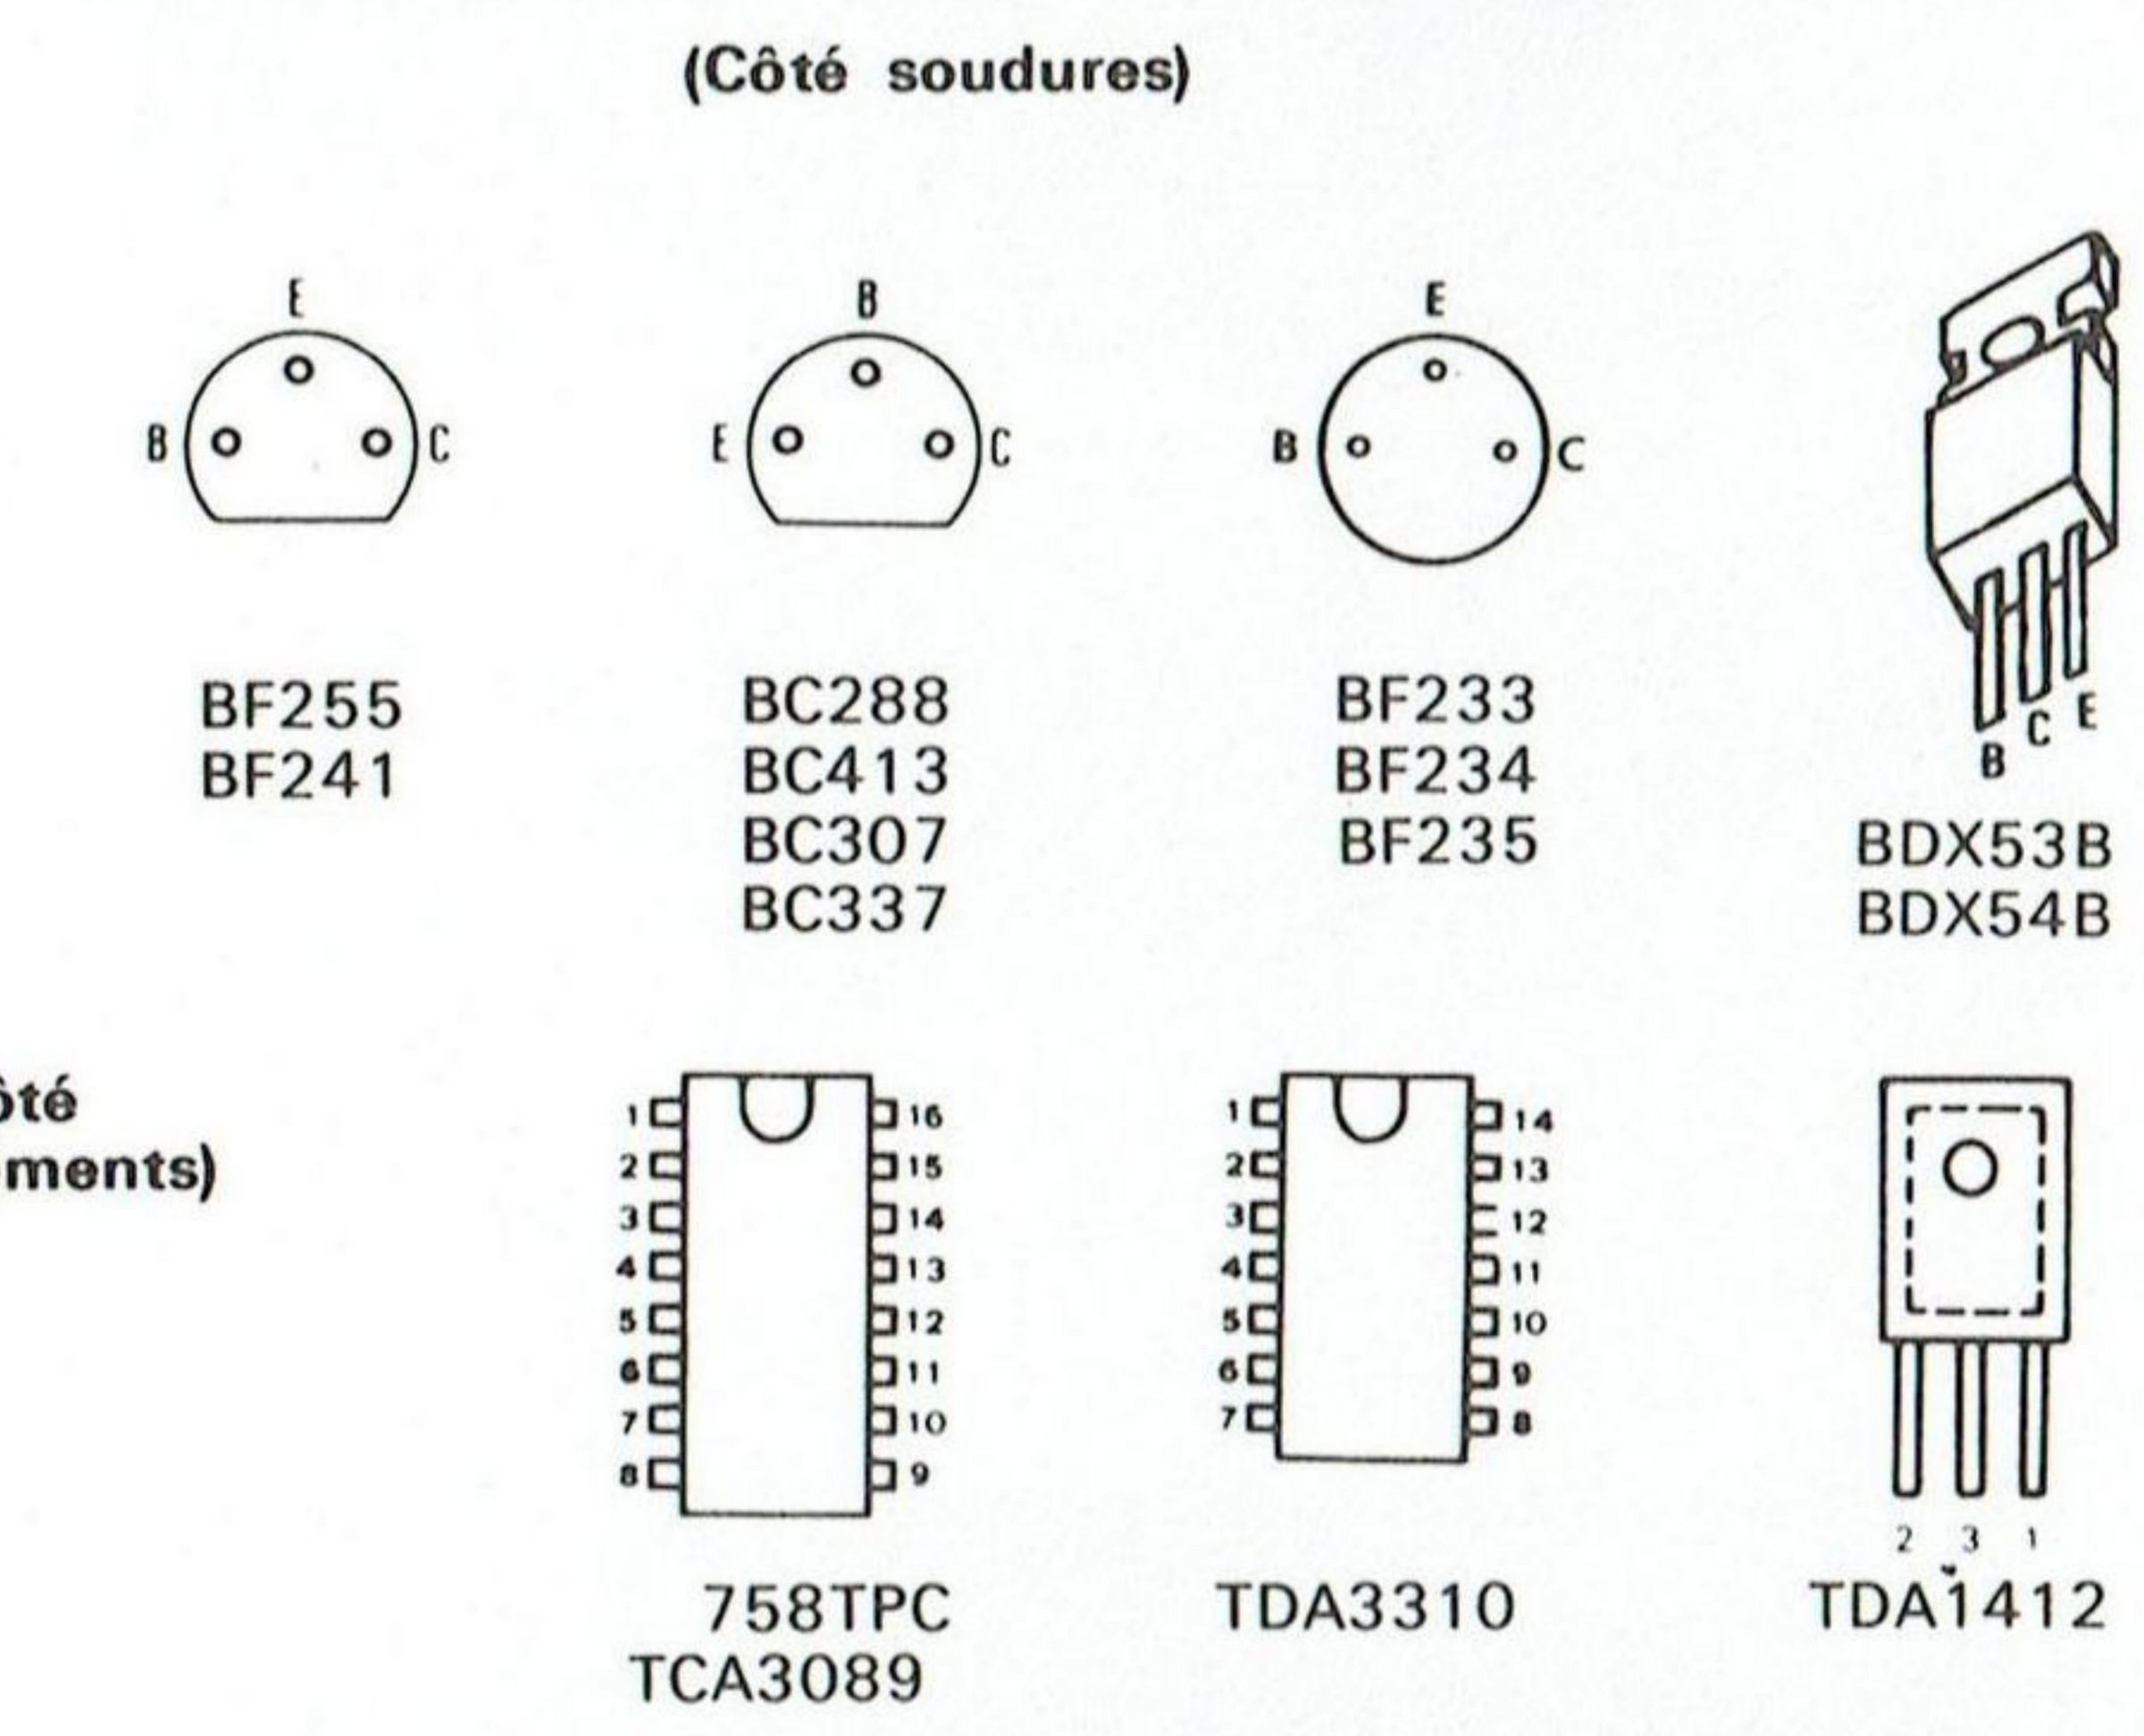 (Côté soudures)
E
B C
B
E C
E
B C
B C E
BF255
BF241
BC288
BC413
BC307
BC337
BF233
BF234
BF235
BDX53B
BDX54B
ôté
ments)
1 16
2 15
3 14
4 13
5 12
6 11
7 10
8 9
758TPC
TCA3089
1 14
2 13
3 12
4 11
5 10
6 9
7 8
TDA3310
2 3 1
TDA1412